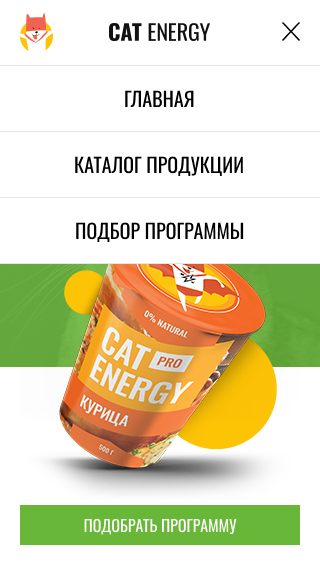 CAT ENERGY
ГЛАВНАЯ
КАТАЛОГ ПРОДУКЦИИ
ПОДБОР ПРОГРАММЫ
0% NATURAL
CAT PRO
ENERGY
КУРИЦА
500 Г
ПОДОБРАТЬ ПРОГРАММУ